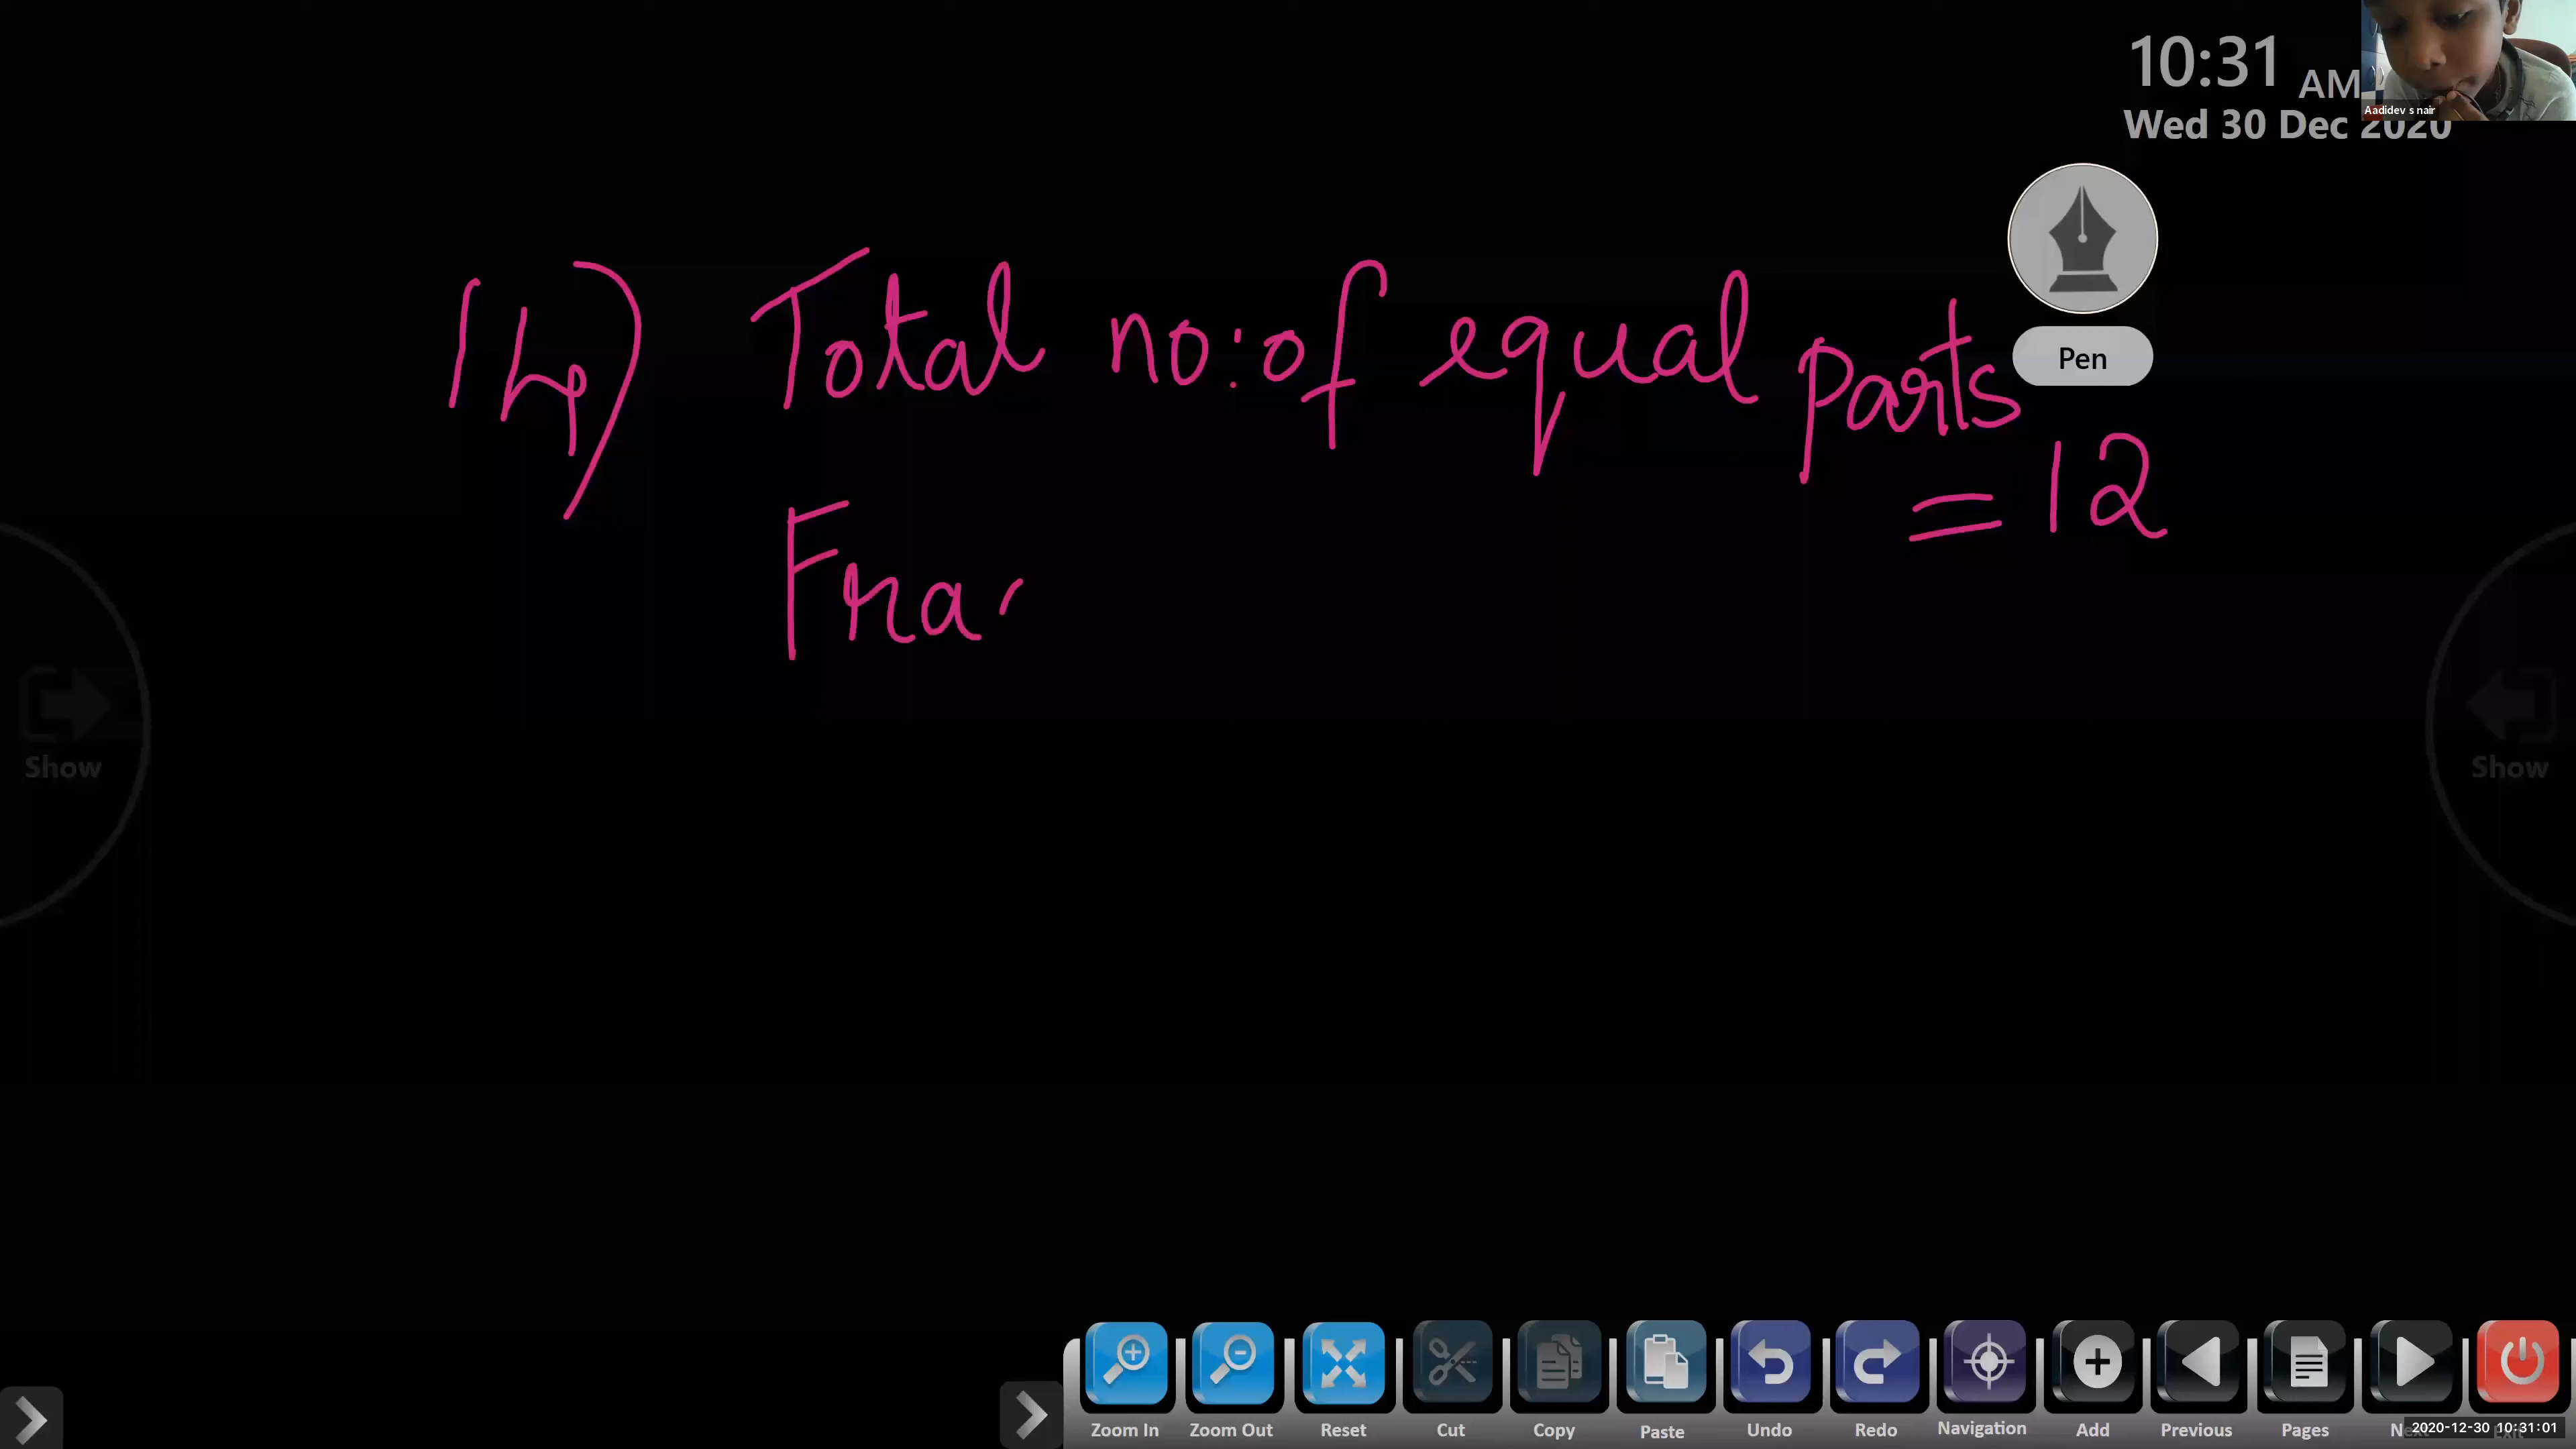 10:31 AM
Aadidev s nair
Wed 30 Dec 2020
Pen
14) Total no: of equal parts
= 12
Fra
Show
Show
Zoom In Zoom Out Reset Cut Copy Paste Undo Redo Navigation Add Previous Pages
2020-12-30 10:31:01